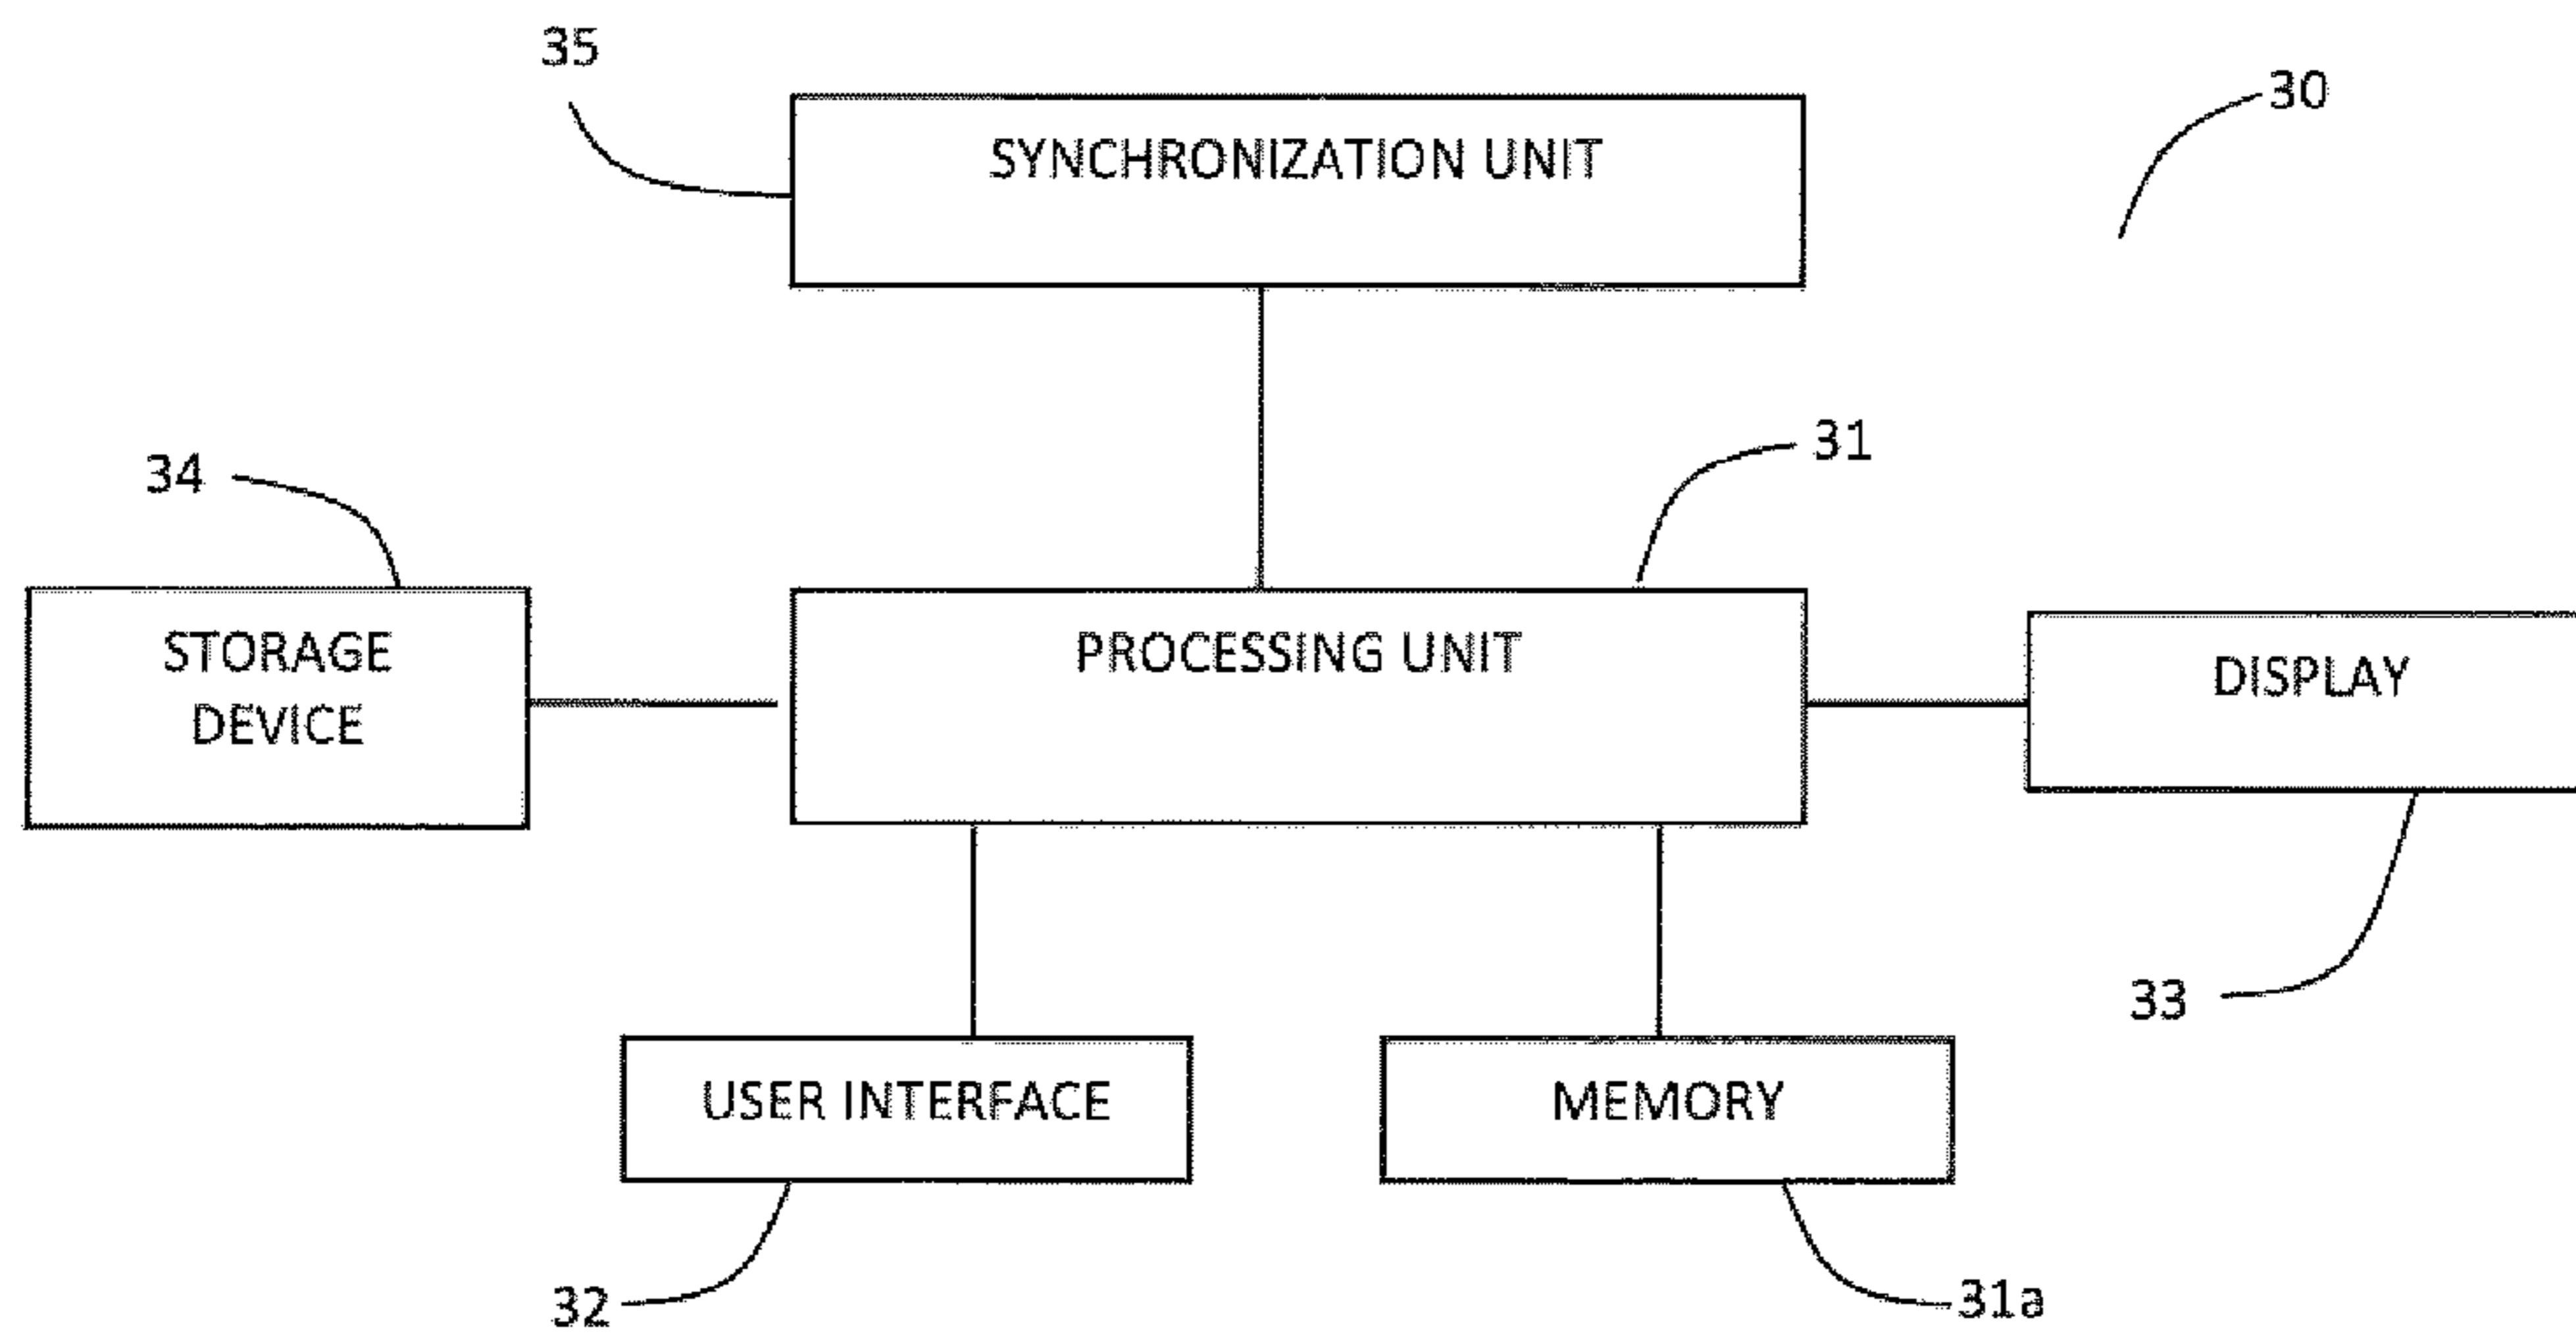 35
30
SYNCHRONIZATION UNIT
31
34
STORAGE
DEVICE
PROCESSING UNIT
DISPLAY
33
USER INTERFACE
MEMORY
32
31a